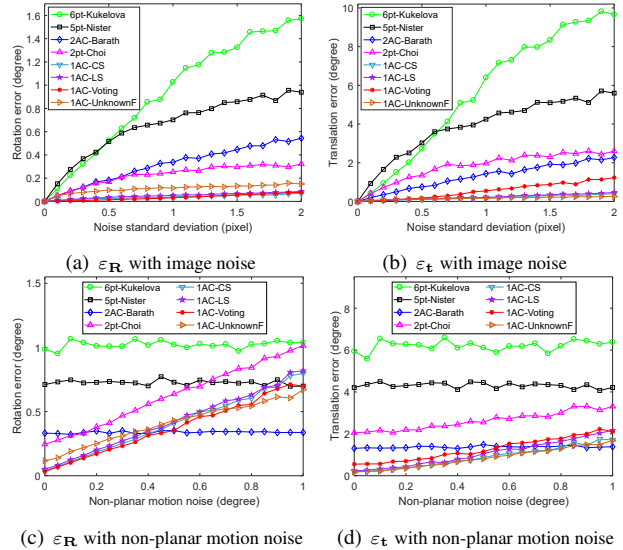 Rotation error (degree)
1.6
1.4
1.2
1
0.8
0.6
0.4
0.2
0
6pt-Kukelova
5pt-Nister
2AC-Barath
2pt-Choi
1AC-CS
1AC-LS
1AC-Voting
1AC-UnknownF
0 0.5 1.0 1.5 2
Noise standard deviation (pixel)
(a) εR with image noise
Translation error (degree)
10
8
6
4
2
0
6pt-Kukelova
5pt-Nister
2AC-Barath
2pt-Choi
1AC-CS
1AC-LS
1AC-Voting
1AC-UnknownF
0 0.5 1.0 1.5 2
Noise standard deviation (pixel)
(b) εt with image noise
Rotation error (degree)
1.5
1
0.5
0
6pt-Kukelova 1AC-CS
5pt-Nister 1AC-LS
2AC-Barath 1AC-Voting
2pt-Choi 1AC-UnknownF
0 0.2 0.4 0.6 0.8 1
Non-planar motion noise (degree)
(c) εR with non-planar motion noise
Translation error (degree)
8
6
4
2
0
6pt-Kukelova 1AC-CS
5pt-Nister 1AC-LS
2AC-Barath 1AC-Voting
2pt-Choi 1AC-UnknownF
0 0.2 0.4 0.6 0.8 1
Non-planar motion noise (degree)
(d) εt with non-planar motion noise